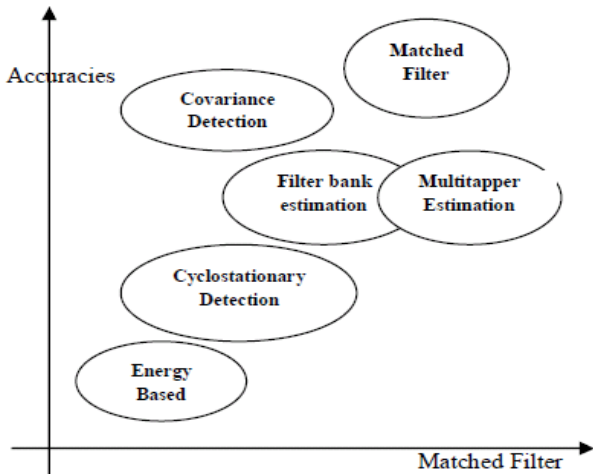 Matched
Filter
Accuracies
Covariance
Detection
Filter bank
estimation
Multitapper
Estimation
Cyclostationary
Detection
Energy
Based
Matched Filter